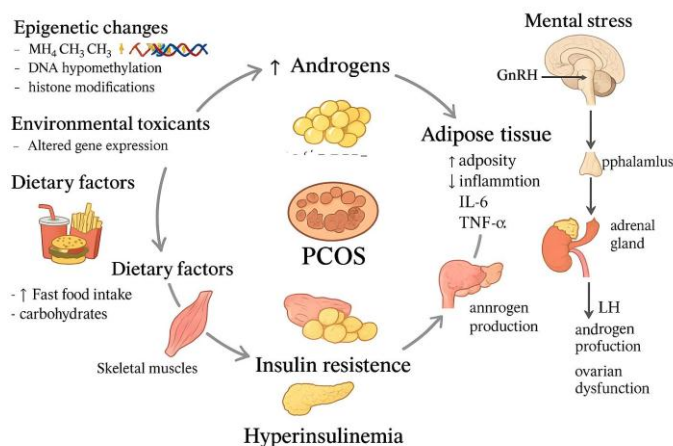 Epigenetic changes
- MH₄ CH₃ CH₃
- DNA hypomethylation
- histone modifications
Environmental toxicants
- Altered gene expression
Dietary factors
Dietary factors
- ↑ Fast food intake
- carbohydrates
Skeletal muscles
↑ Androgens
PCOS
Insulin resistance
Hyperinsulinemia
Adipose tissue
↑ adposity
↓ inflammtion
IL-6
TNF-α
annrogen
production
Mental stress
GnRH
pphalamlus
adrenal
gland
LH
androgen
profuction
ovarian
dysfunction